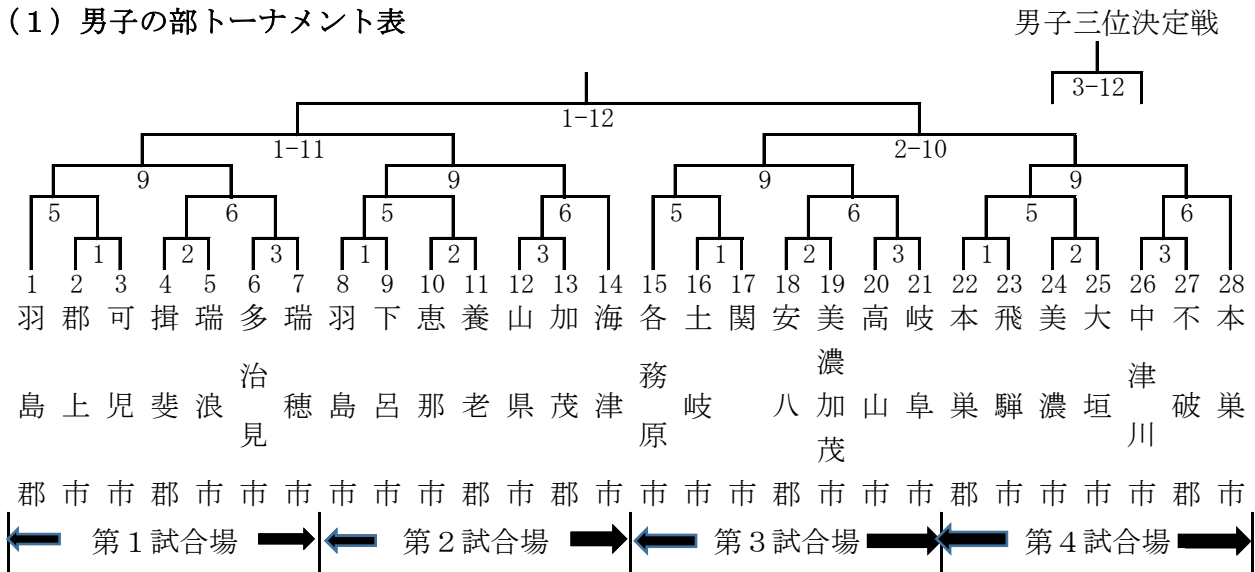 (1) 男子の部トーナメント表
男子三位決定戦
3-12
1-12
1-11 2-10
9 9 9 9
5 6 5 6 5 6 5 6
1 2 3 1 2 3 1 2 3 1 2 3
1 2 3 4 5 6 7 8 9 10 11 12 13 14 15 16 17 18 19 20 21 22 23 24 25 26 27 28
羽島郡
郡上市
可児市
揖斐郡
瑞浪市
多治見市
瑞穂市
羽島市
下呂市
恵那市
養老郡
山県市
加茂郡
海津市
各務原市
土岐市
関市
安八郡
美濃加茂市
高山市
岐阜市
本巣郡
飛騨市
美濃市
大垣市
中津川市
不破郡
本巣市
第1試合場 第2試合場 第3試合場 第4試合場